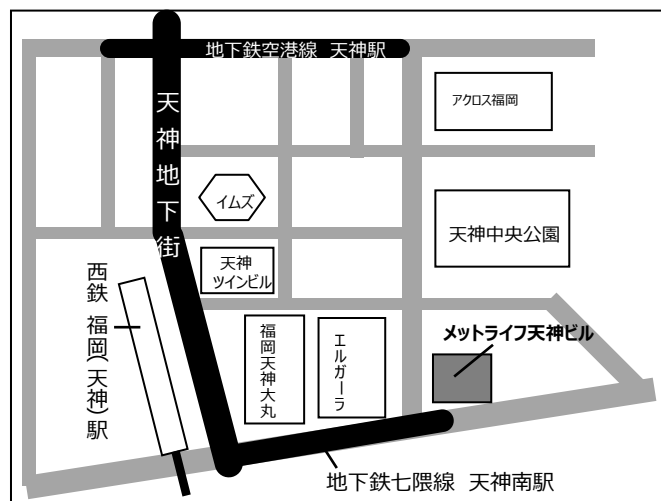 地下鉄空港線 天神駅
天神地下街
アクロス福岡
イムズ
天神中央公園
天神
ツインビル
西鉄 福岡(天神)駅
福岡天神大丸
エルガーラ
メットライフ天神ビル
地下鉄七隈線 天神南駅